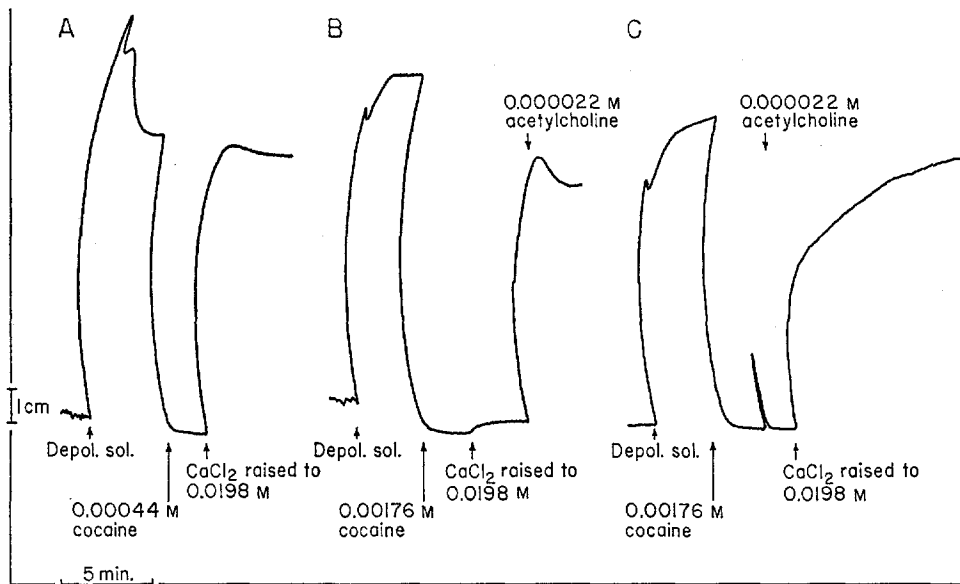 A
B
C
0.000022 M
acetylcholine
0.000022 M
acetylcholine
1cm
Depol. sol.
CaCl2 raised to
0.0198 M
0.00044 M
cocaine
Depol. sol.
CaCl2 raised to
0.0198 M
0.00176 M
cocaine
Depol. sol.
CaCl2 raised to
0.0198 M
0.00176 M
cocaine
5 min.